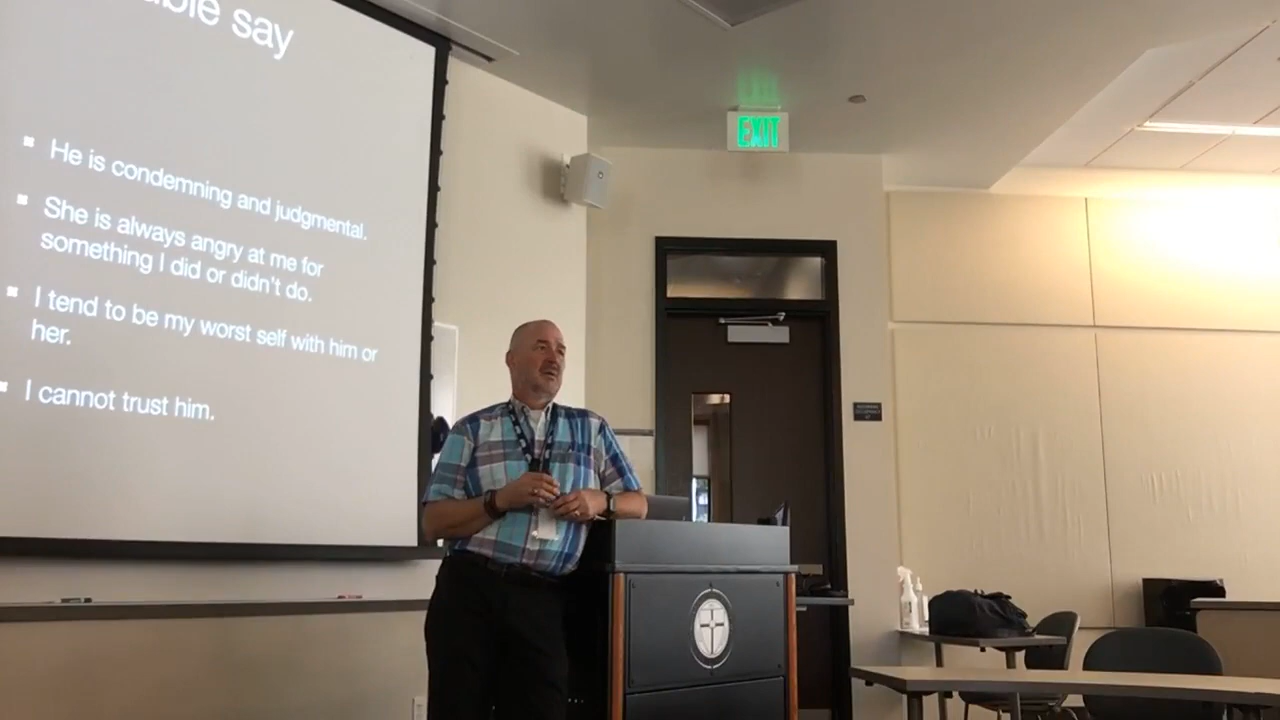 say
He is condemning and judgmental.
She is always angry at me for
something I did or didn't do.
I tend to be my worst self with him or
her.
I cannot trust him.
EXIT